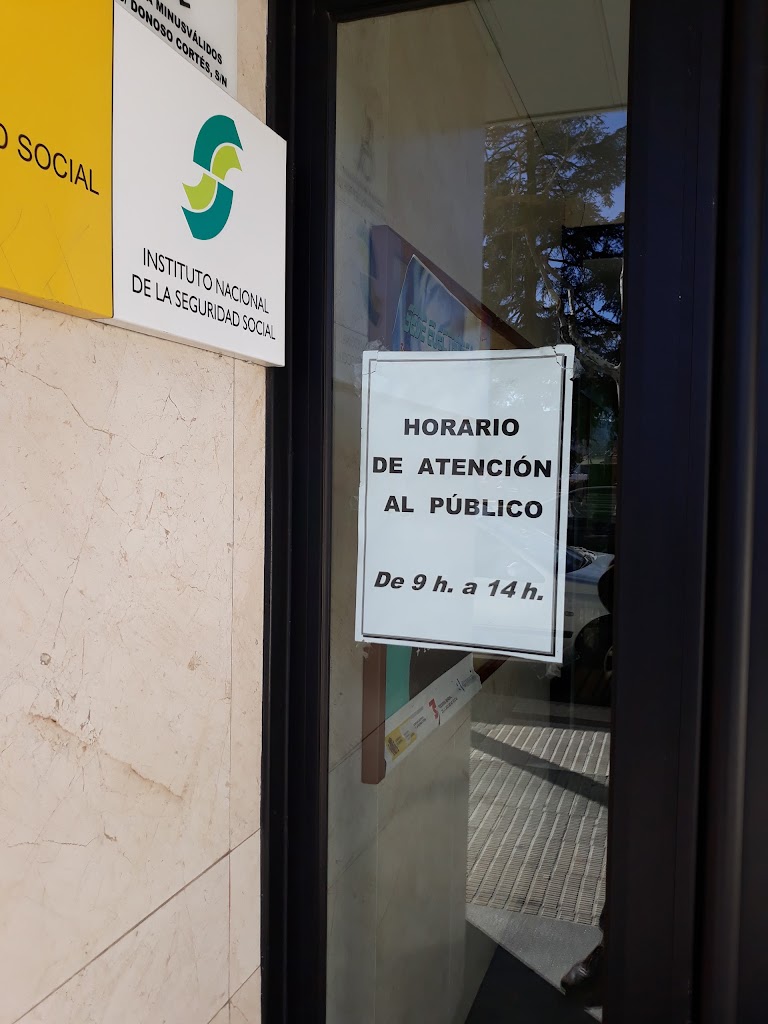 A MINUSVÁLIDOS
DONOSO CORTÉS, S/N
SOCIAL
INSTITUTO NACIONAL
DE LA SEGURIDAD SOCIAL
HORARIO
DE ATENCIÓN
AL PÚBLICO
De 9 h. a 14 h.